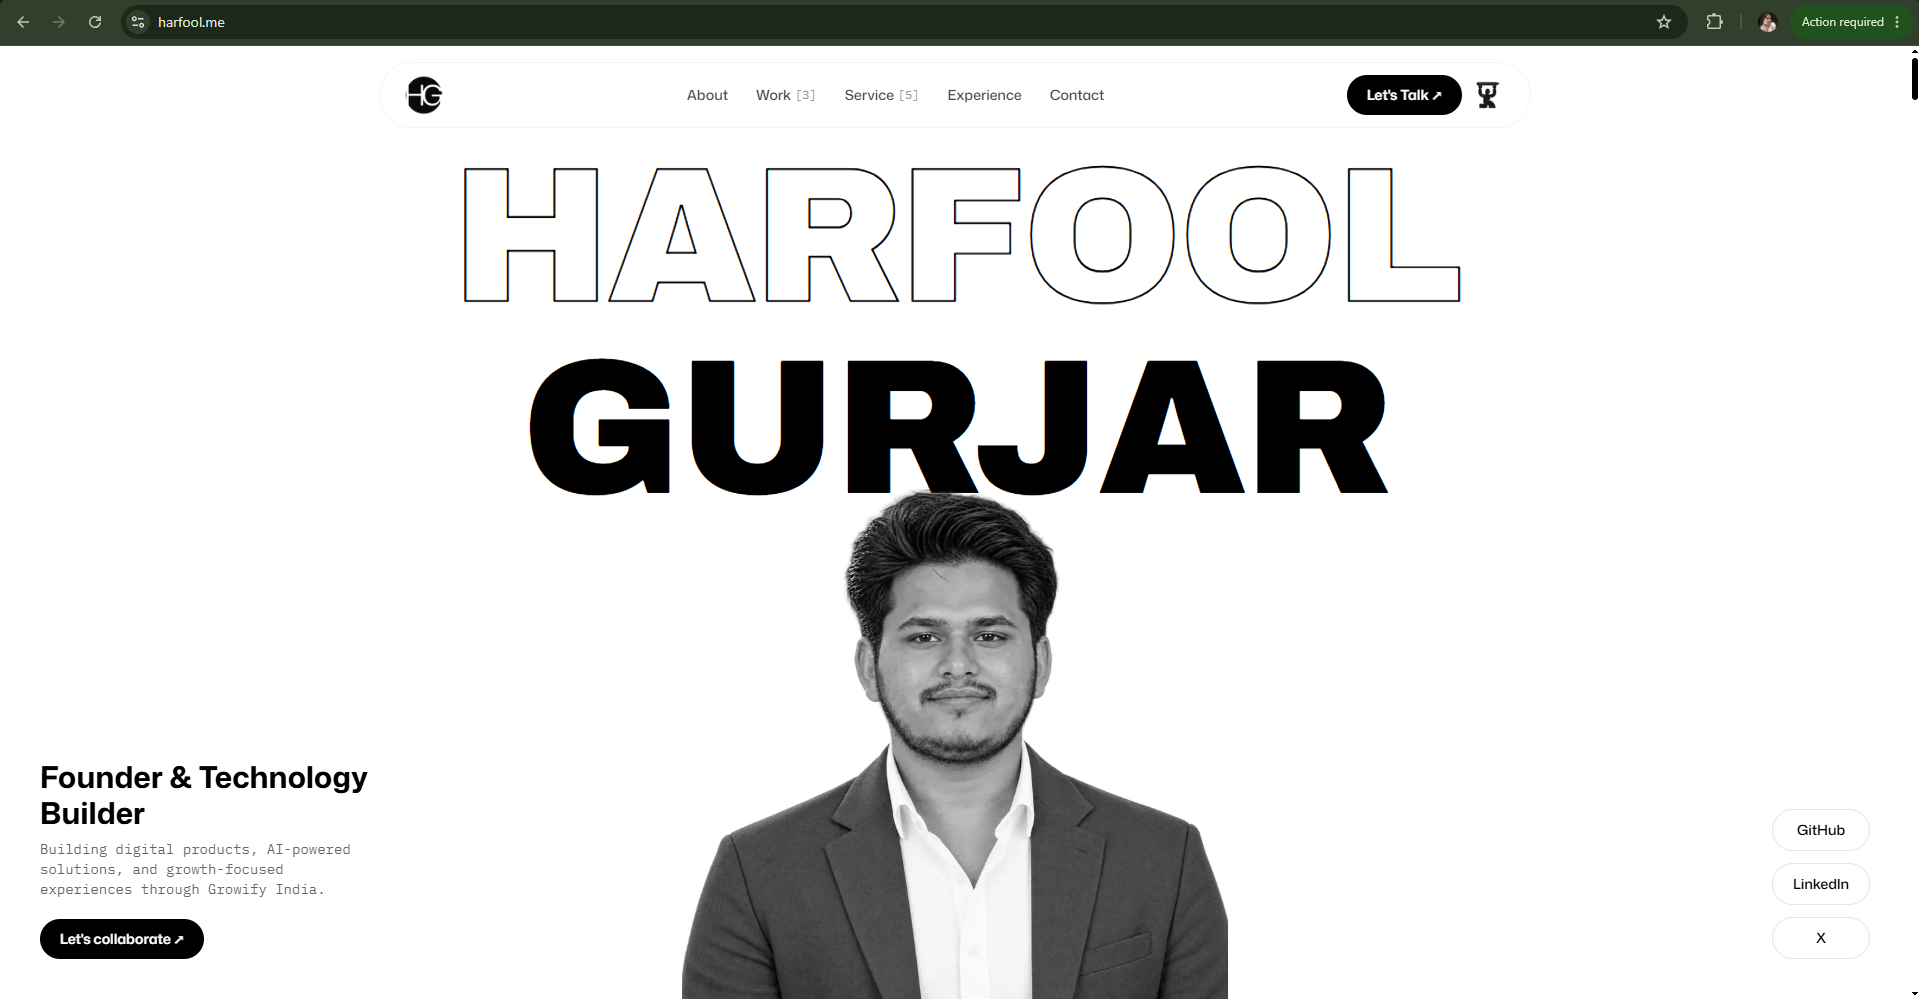 harfool.me
Action required
HG
About Work [3] Service [5] Experience Contact
Let's Talk ↗
HARFOOL
GURJAR
Founder & Technology
Builder
Building digital products, AI-powered
solutions, and growth-focused
experiences through Growify India.
Let's collaborate ↗
GitHub
LinkedIn
X